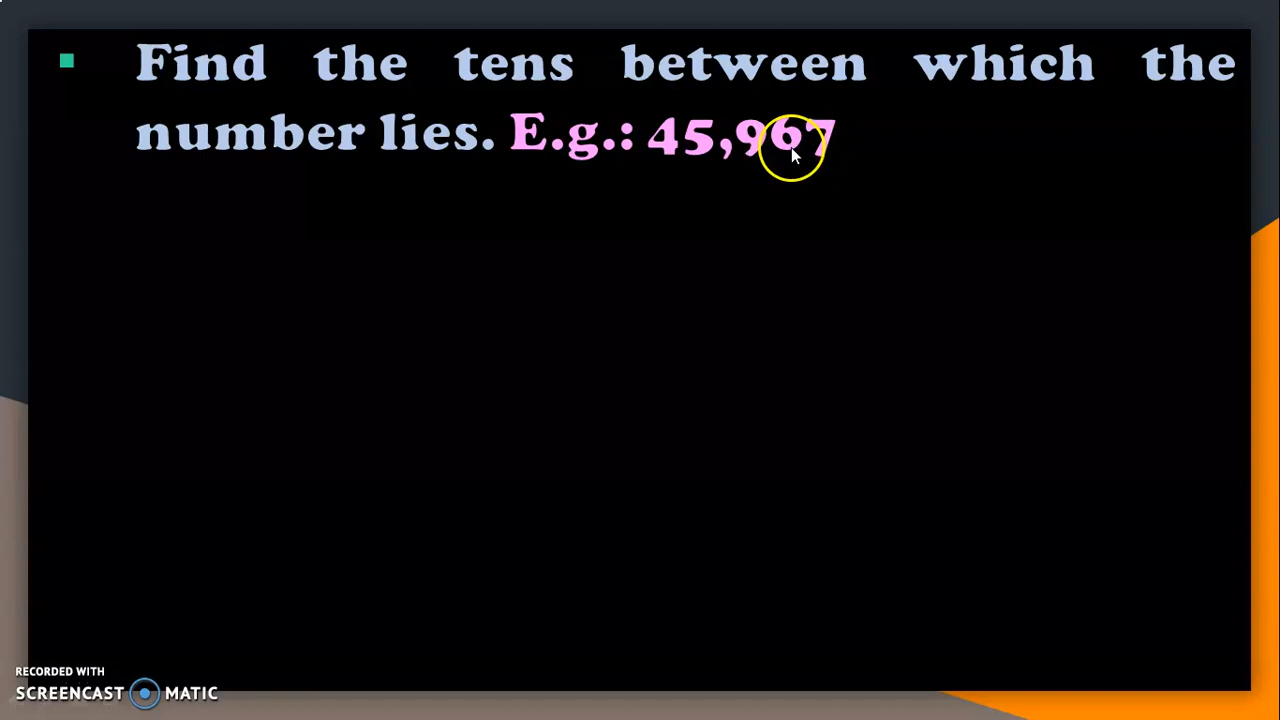 Find the tens between which the
number lies. E.g.: 45,967
RECORDED WITH
SCREENCAST MATIC